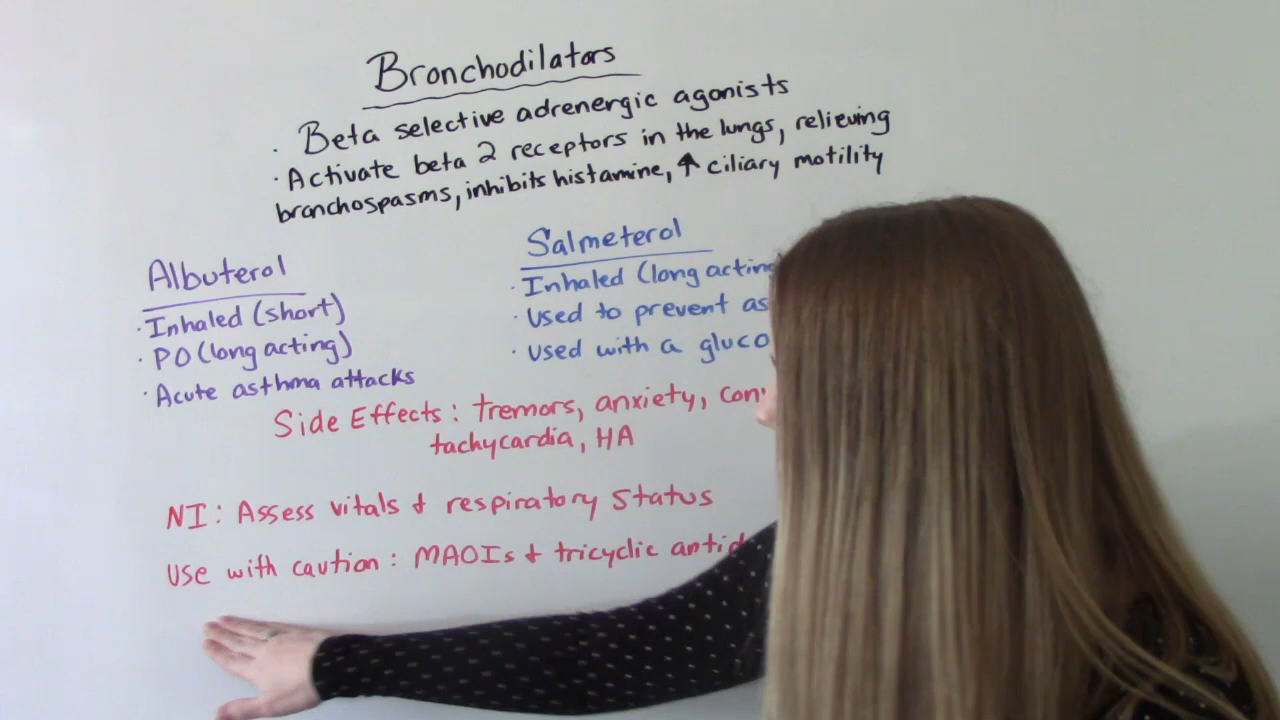 Bronchodilators
· Beta selective adrenergic agonists
· Activate beta 2 receptors in the lungs, relieving
bronchospasms, inhibits histamine, ↑ ciliary motility
Albuterol
· Inhaled (short)
· PO (long acting)
· Acute asthma attacks
Salmeterol
· Inhaled (long acting
· Used to prevent as
· Used with a gluco
Side Effects: tremors, anxiety, con
tachycardia, HA
NI: Assess vitals & respiratory status
Use with caution: MAOIs & tricyclic antid